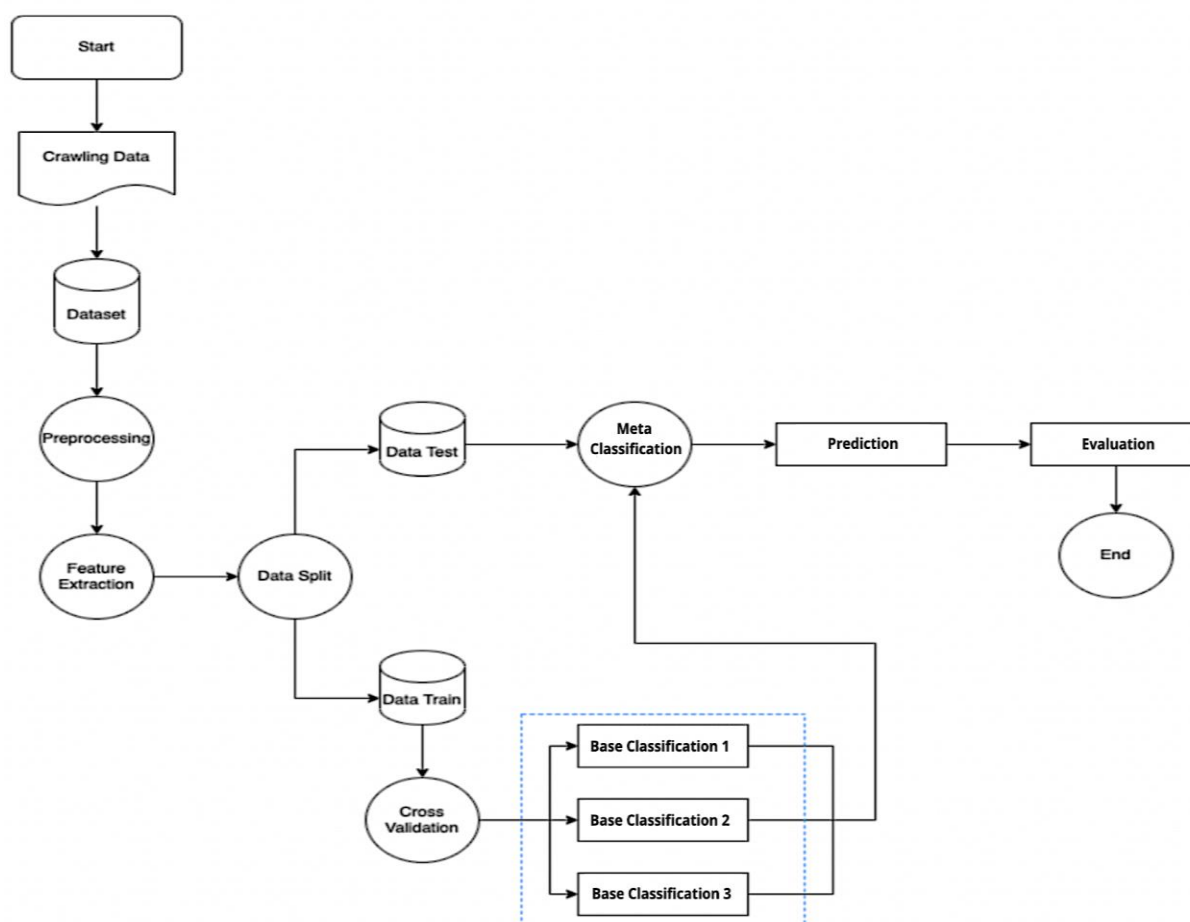 Start
Crawling Data
Dataset
Preprocessing
Feature
Extraction
Data Split
Data Test
Meta
Classification
Prediction
Evaluation
End
Data Train
Cross
Validation
Base Classification 1
Base Classification 2
Base Classification 3